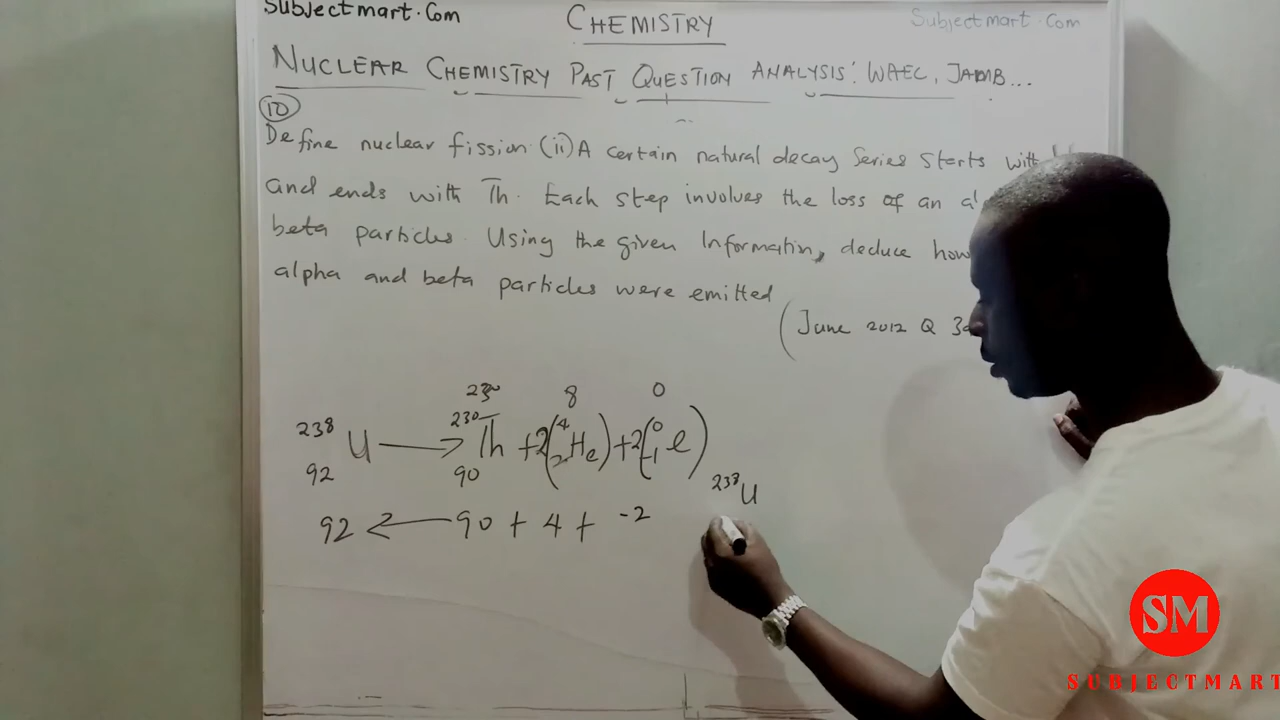 Subjectmart.Com CHEMISTRY Subjectmart.Com
NUCLEAR CHEMISTRY PAST QUESTION ANALYSIS: WAEC, JAMB...
10
Define nuclear fission (ii) A certain natural decay Series starts with
and ends with Th. Each step involves the loss of an
beta particles. Using the given Information, deduce how
alpha and beta particles were emitted
(June 2012 Q
230 8 0
238 92 U → 230 90 Th + 2(4 2 He) + 2(0 -1 e)
238 U
92 ← 90 + 4 + -2
SM
SUBJECTMART